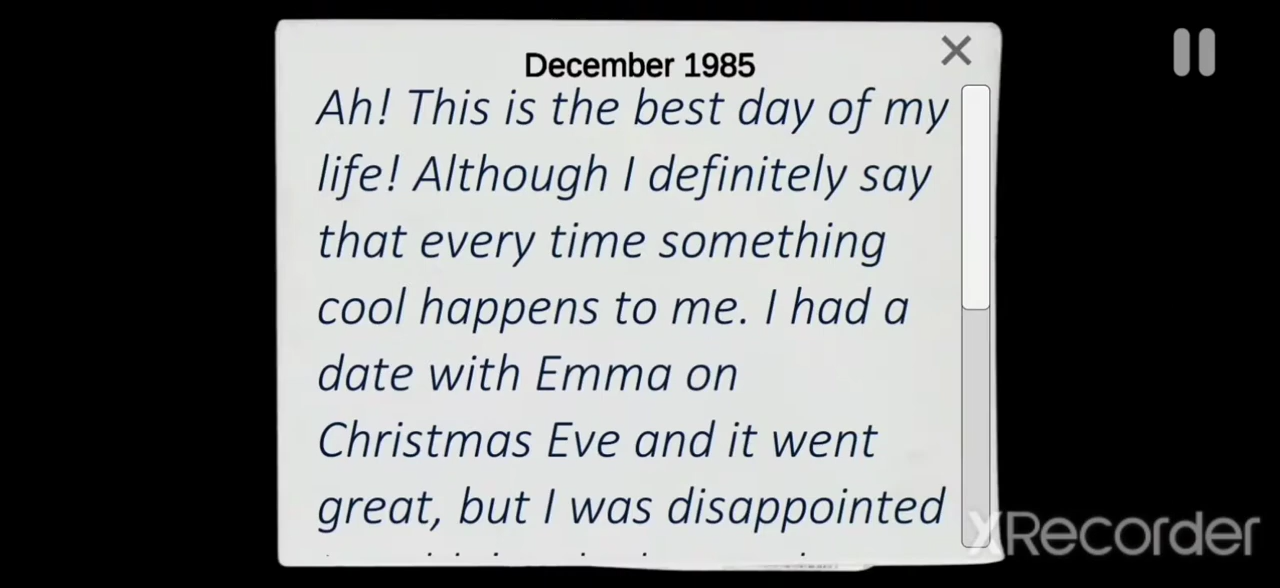 December 1985
Ah! This is the best day of my
life! Although I definitely say
that every time something
cool happens to me. I had a
date with Emma on
Christmas Eve and it went
great, but I was disappointed
XRecorder